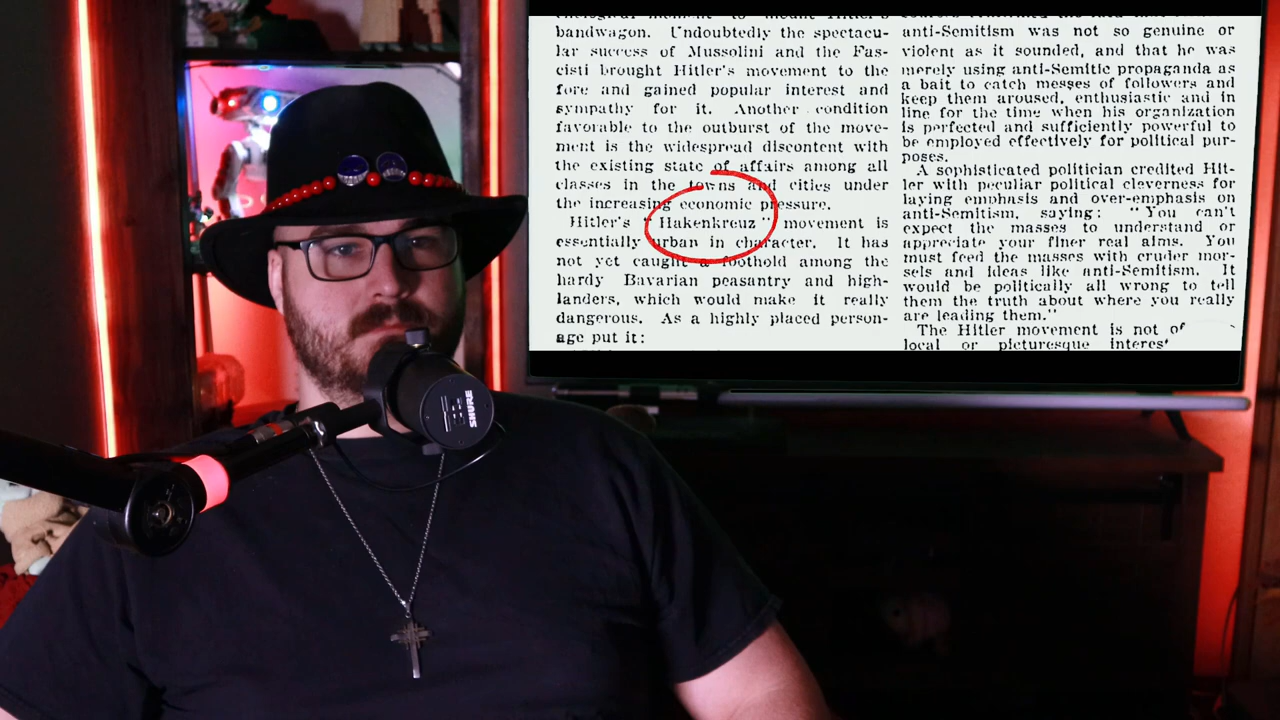 bandwagon. Undoubtedly the spectacu-
lar success of Mussolini and the Fas-
cisti brought Hitler's movement to the
fore and gained popular interest and
sympathy for it. Another condition
favorable to the outburst of the move-
ment is the widespread discontent with
the existing state of affairs among all
classes in the towns and cities under
the increasing economic pressure.
Hitler's "Hakenkreuz" movement is
essentially urban in character. It has
not yet caught a foothold among the
hardy Bavarian peasantry and high-
landers, which would make it really
dangerous. As a highly placed person-
age put it:
anti-Semitism was not so genuine or
violent as it sounded, and that he was
merely using anti-Semitic propaganda as
a bait to catch messes of followers and
keep them aroused, enthusiastic and in
line for the time when his organization
is perfected and sufficiently powerful to
be employed effectively for political pur-
poses.
A sophisticated politician credited Hit-
ler with peculiar political cleverness for
laying emphasis and over-emphasis on
anti-Semitism, saying: "You can't
expect the masses to understand or
appreciate your finer real aims. You
must feed the masses with cruder mor-
sels and ideas like anti-Semitism. It
would be politically all wrong to tell
them the truth about where you really
are leading them."
The Hitler movement is not of
local or picturesque
SHURE